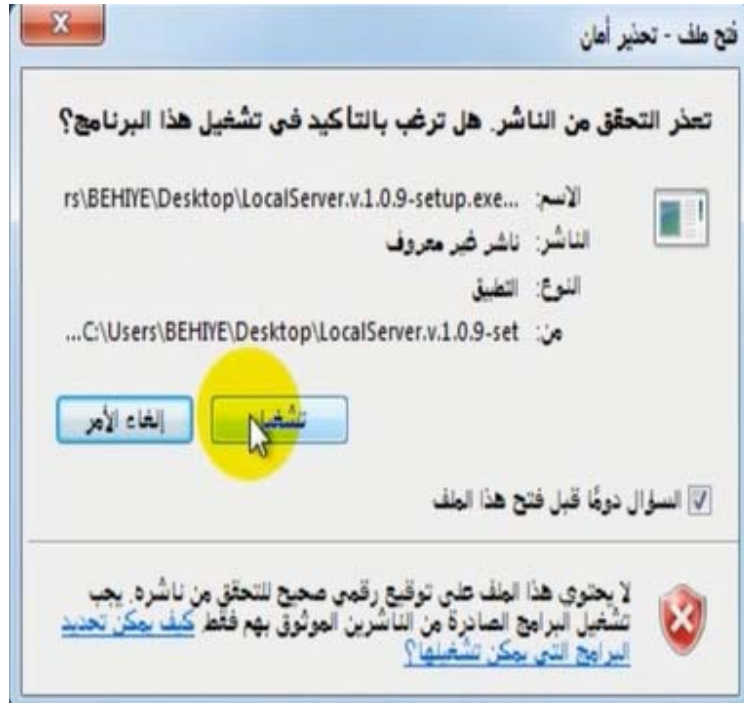 فتح ملف - تحذير أمان
تعذر التحقق من الناشر. هل ترغب بالتأكيد في تشغيل هذا البرنامج؟
الاسم: rs\BEHIYE\Desktop\LocalServer.v.1.0.9-setup.exe...
الناشر: ناشر غير معروف
النوع: التطبيق
من: ...C:\Users\BEHIYE\Desktop\LocalServer.v.1.0.9-set
تشغيل
إلغاء الأمر
السؤال دومًا قبل فتح هذا الملف
لا يحتوي هذا الملف على توقيع رقمي صحيح للتحقق من ناشره. يجب
تشغيل البرامج الصادرة من الناشرين الموثوق بهم فقط كيف يمكن تحديد
البرامج التي يمكن تشغيلها؟